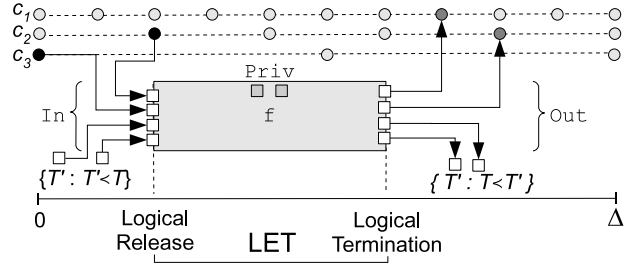 c1
c2
c3
Priv
In
f
Out
{T' : T'<T}
{ T' : T<T' }
0
Δ
Logical
Release
LET
Logical
Termination